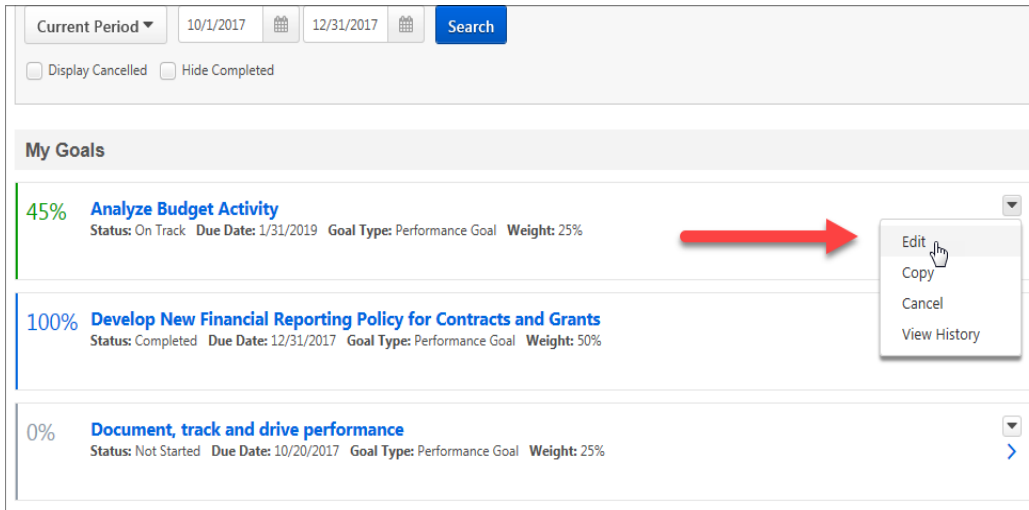 Current Period 10/1/2017 12/31/2017 Search
Display Cancelled Hide Completed
My Goals
45% Analyze Budget Activity
Status: On Track Due Date: 1/31/2019 Goal Type: Performance Goal Weight: 25%
Edit
Copy
Cancel
View History
100% Develop New Financial Reporting Policy for Contracts and Grants
Status: Completed Due Date: 12/31/2017 Goal Type: Performance Goal Weight: 50%
0% Document, track and drive performance
Status: Not Started Due Date: 10/20/2017 Goal Type: Performance Goal Weight: 25%